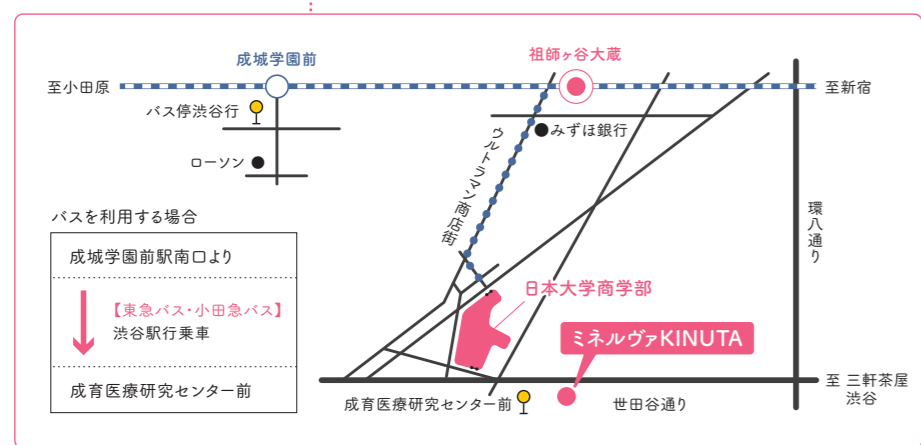 成城学園前
祖師ヶ谷大蔵
至小田原
至新宿
バス停渋谷行
みずほ銀行
ローソン
ウルトラマン商店街
環八通り
バスを利用する場合
成城学園前駅南口より
【東急バス・小田急バス】
渋谷駅行乗車
成育医療研究センター前
日本大学商学部
ミネルヴァKINUTA
成育医療研究センター前
世田谷通り
至 三軒茶屋
渋谷